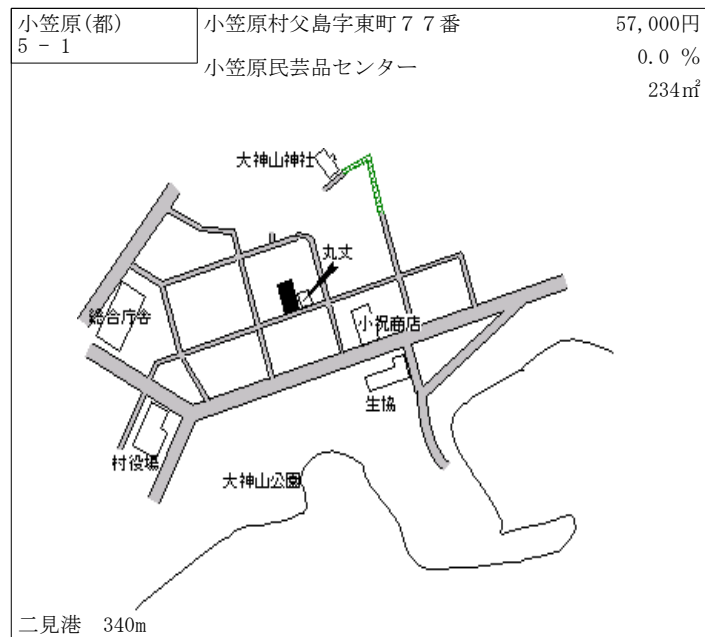 小笠原(都)
5 - 1
小笠原村父島字東町７７番
小笠原民芸品センター
57,000円
0.0 %
234㎡
大神山神社
丸丈
総合庁舎
小祝商店
生協
村役場
大神山公園
二見港 340m